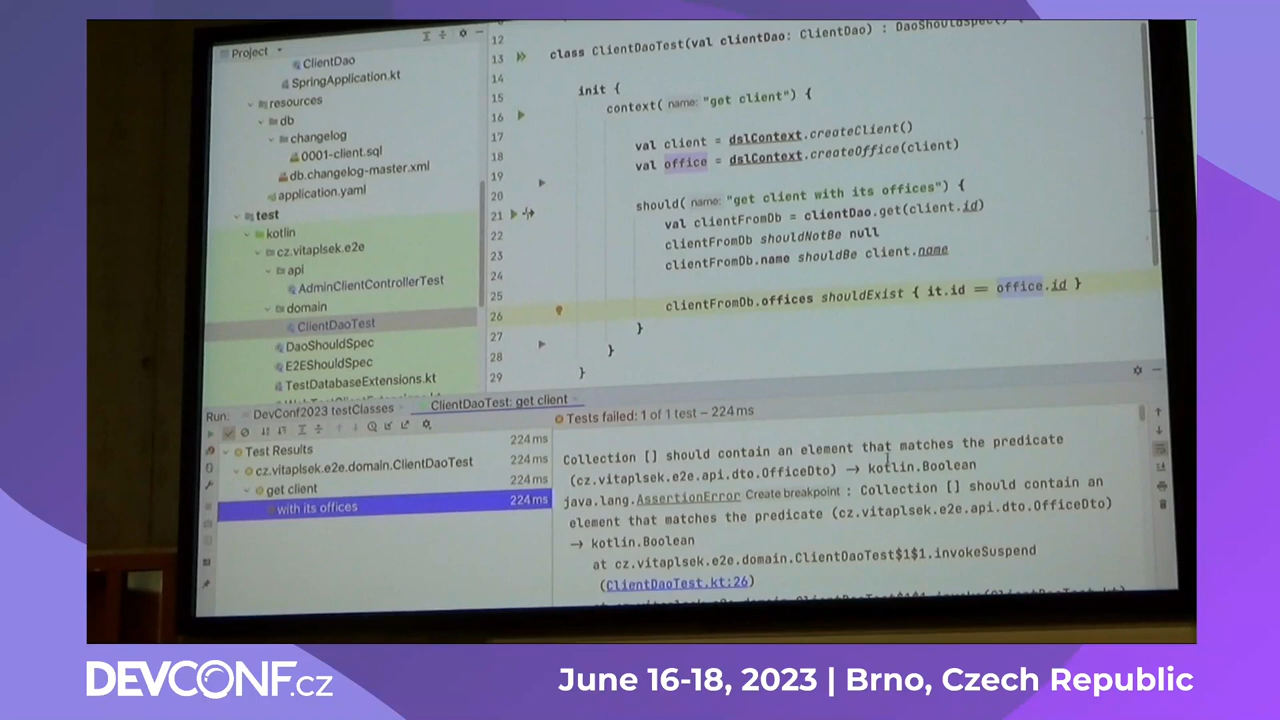 Project
ClientDao
SpringApplication.kt
resources
db
changelog
0001-client.sql
db.changelog-master.xml
application.yaml
test
kotlin
cz.vitaplsek.e2e
api
AdminClientControllerTest
domain
ClientDaoTest
DaoShouldSpec
E2EShouldSpec
TestDatabaseExtensions.kt
12
13 class ClientDaoTest(val clientDao: ClientDao) : DaoShouldSpec() {
14
15 init {
16 context( name: "get client") {
17
18 val client = dslContext.createClient()
19 val office = dslContext.createOffice(client)
20
21 should( name: "get client with its offices") {
22 val clientFromDb = clientDao.get(client.id)
23 clientFromDb shouldNotBe null
24 clientFromDb.name shouldBe client.name
25
26 clientFromDb.offices shouldExist { it.id == office.id }
27 }
28 }
29 }
Run: DevConf2023 testClasses ClientDaoTest: get client
Test Results 224 ms
cz.vitaplsek.e2e.domain.ClientDaoTest 224 ms
get client 224 ms
with its offices 224 ms
Tests failed: 1 of 1 test – 224 ms
Collection [] should contain an element that matches the predicate
(cz.vitaplsek.e2e.api.dto.OfficeDto) → kotlin.Boolean
java.lang.AssertionError Create breakpoint : Collection [] should contain an
element that matches the predicate (cz.vitaplsek.e2e.api.dto.OfficeDto)
→ kotlin.Boolean
at cz.vitaplsek.e2e.domain.ClientDaoTest$1$1.invokeSuspend
(ClientDaoTest.kt:26)
DEVCONF.cz
June 16-18, 2023 | Brno, Czech Republic